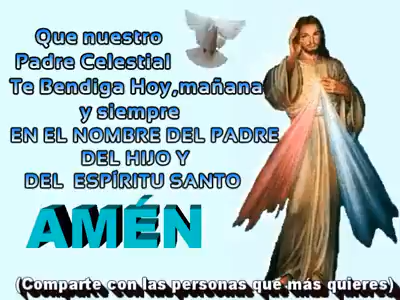 Que nuestro
Padre Celestial
Te Bendiga Hoy,mañana
y siempre
EN EL NOMBRE DEL PADRE
DEL HIJO Y
DEL ESPÍRITU SANTO
AMÉN
(Comparte con las personas que más quieres)